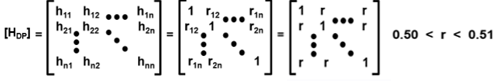 [H_DP] = [ h11 h12 ••• h1n ] = [ 1 r12 ••• r1n ] = [ 1 r ••• r ]
h21 h22 h2n r12 1 r2n r 1 r 0.50 < r < 0.51
hn1 hn2 hnn r1n r2n 1 r r 1